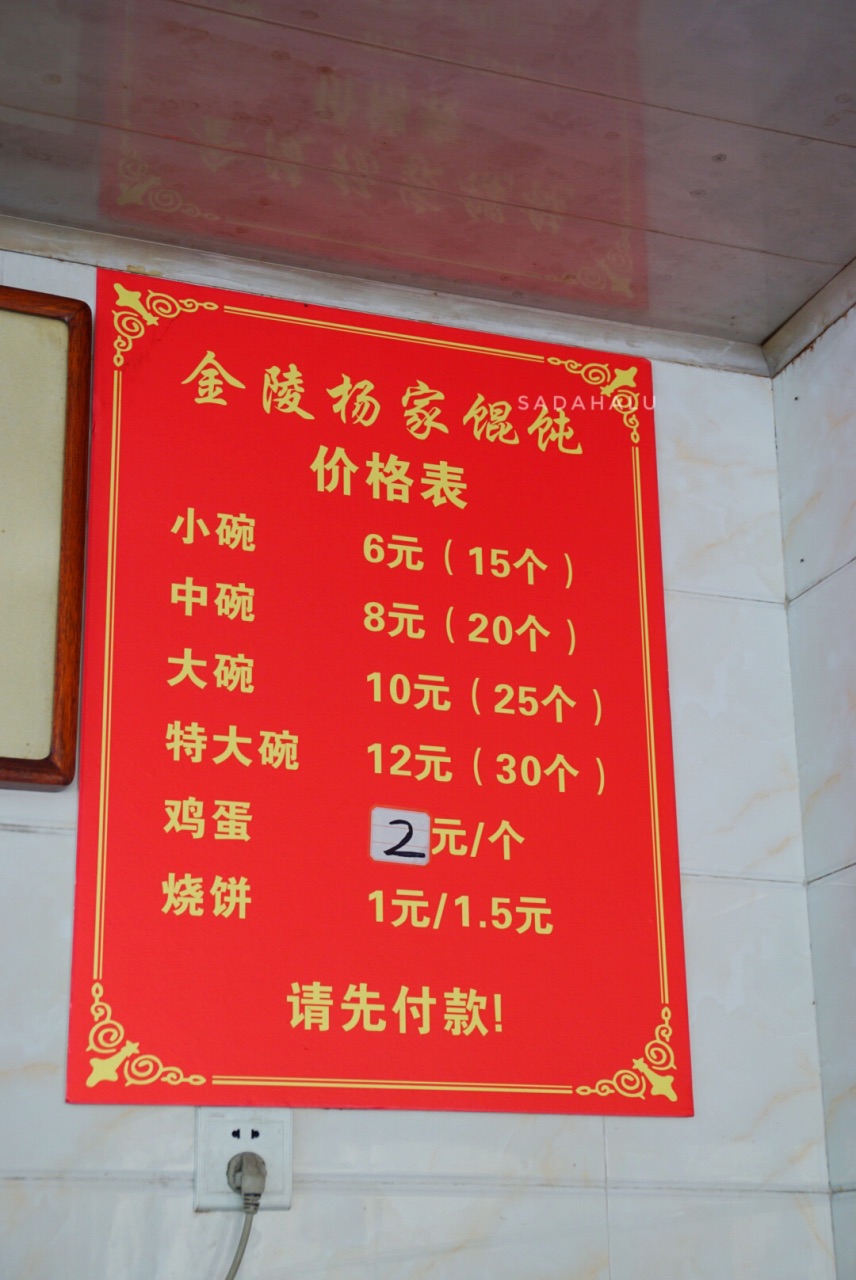 金陵杨家馄饨
SADAHARU
价格表
小碗 6元（15个）
中碗 8元（20个）
大碗 10元（25个）
特大碗 12元（30个）
鸡蛋 2元/个
烧饼 1元/1.5元
请先付款!